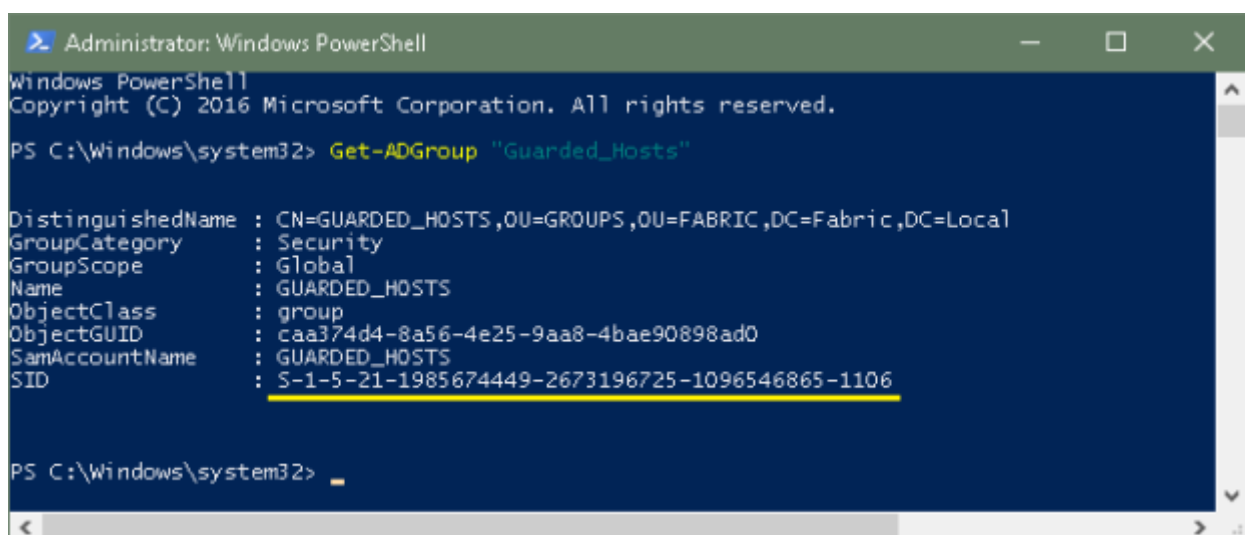 Administrator: Windows PowerShell
Windows PowerShell
Copyright (C) 2016 Microsoft Corporation. All rights reserved.
PS C:\Windows\system32> Get-ADGroup "Guarded_Hosts"
DistinguishedName : CN=GUARDED_HOSTS,OU=GROUPS,OU=FABRIC,DC=Fabric,DC=Local
GroupCategory : Security
GroupScope : Global
Name : GUARDED_HOSTS
ObjectClass : group
ObjectGUID : caa374d4-8a56-4e25-9aa8-4bae90898ad0
SamAccountName : GUARDED_HOSTS
SID : S-1-5-21-1985674449-2673196725-1096546865-1106
PS C:\Windows\system32>